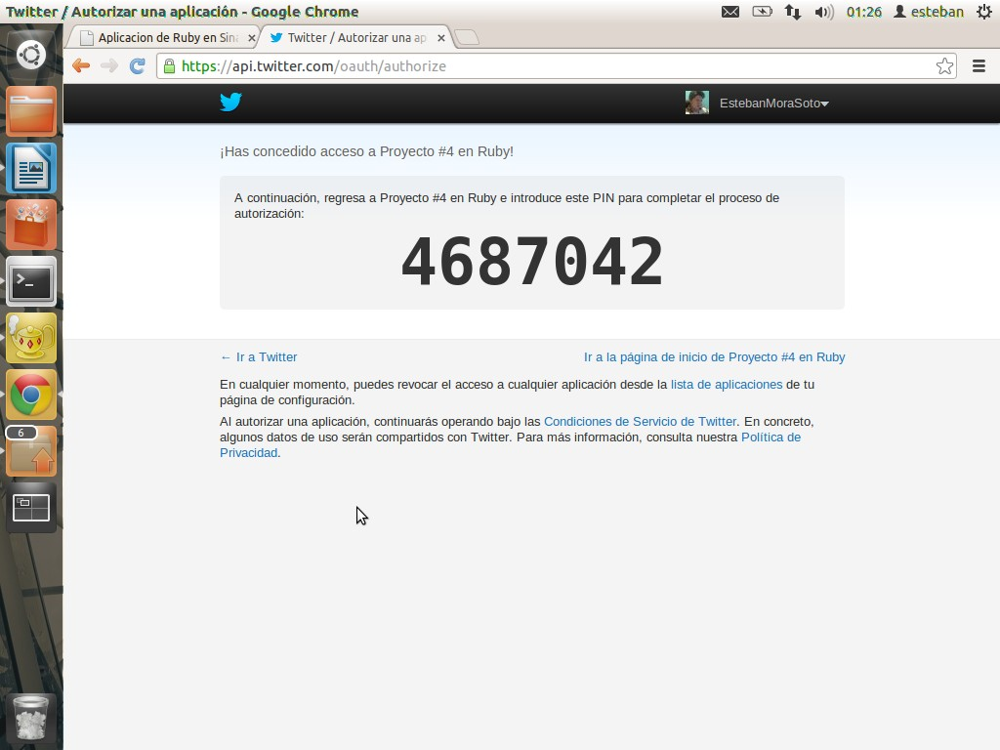 Twitter / Autorizar una aplicación - Google Chrome
01:26 esteban
Aplicacion de Ruby en Sin
Twitter / Autorizar una ap
https://api.twitter.com/oauth/authorize
EstebanMoraSoto
¡Has concedido acceso a Proyecto #4 en Ruby!
A continuación, regresa a Proyecto #4 en Ruby e introduce este PIN para completar el proceso de
autorización:
4687042
← Ir a Twitter
Ir a la página de inicio de Proyecto #4 en Ruby
En cualquier momento, puedes revocar el acceso a cualquier aplicación desde la lista de aplicaciones de tu
página de configuración.
Al autorizar una aplicación, continuarás operando bajo las Condiciones de Servicio de Twitter. En concreto,
algunos datos de uso serán compartidos con Twitter. Para más información, consulta nuestra Política de
Privacidad.
6